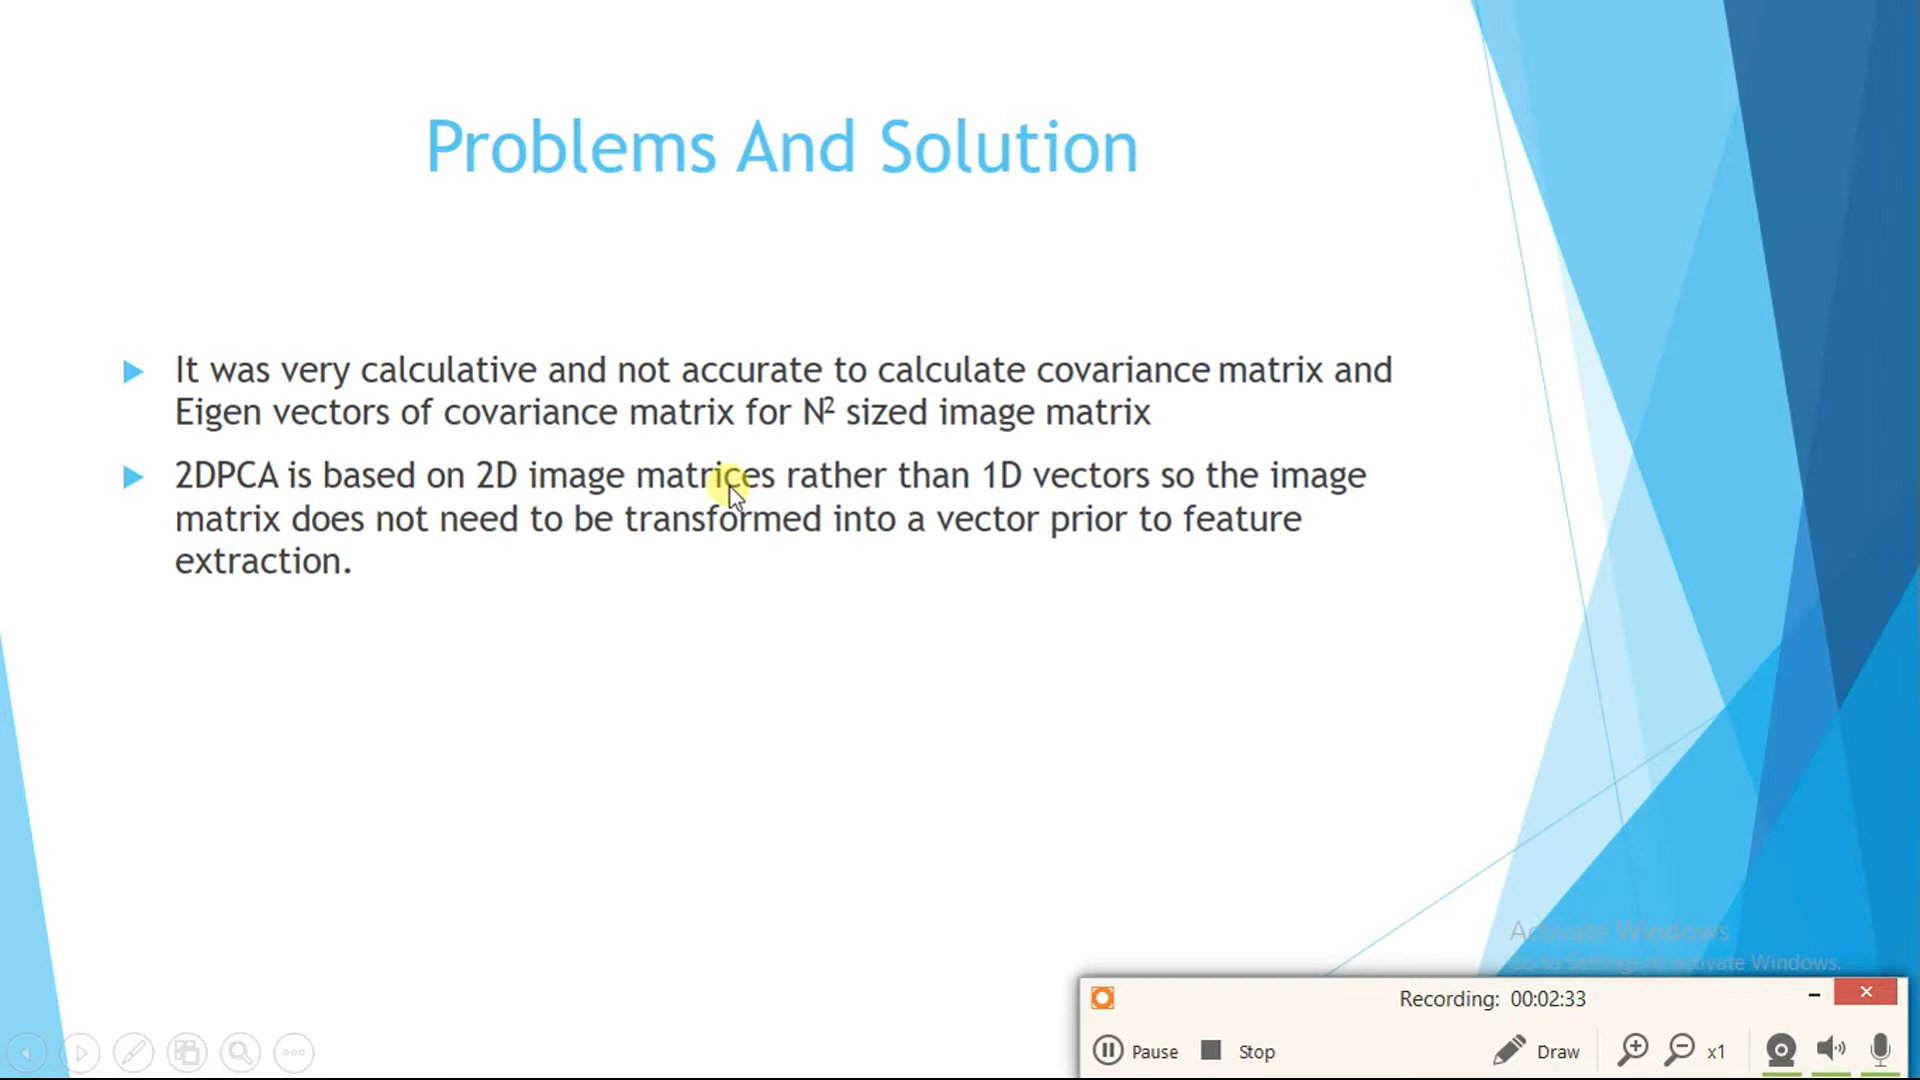 Problems And Solution
It was very calculative and not accurate to calculate covariance matrix and
Eigen vectors of covariance matrix for N² sized image matrix
2DPCA is based on 2D image matrices rather than 1D vectors so the image
matrix does not need to be transformed into a vector prior to feature
extraction.
Activate Windows
Go to Settings to activate Windows.
Recording: 00:02:33
Pause Stop Draw x1